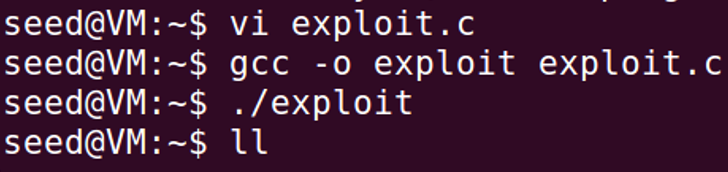 seed@VM:~$ vi exploit.c
seed@VM:~$ gcc -o exploit exploit.c
seed@VM:~$ ./exploit
seed@VM:~$ ll